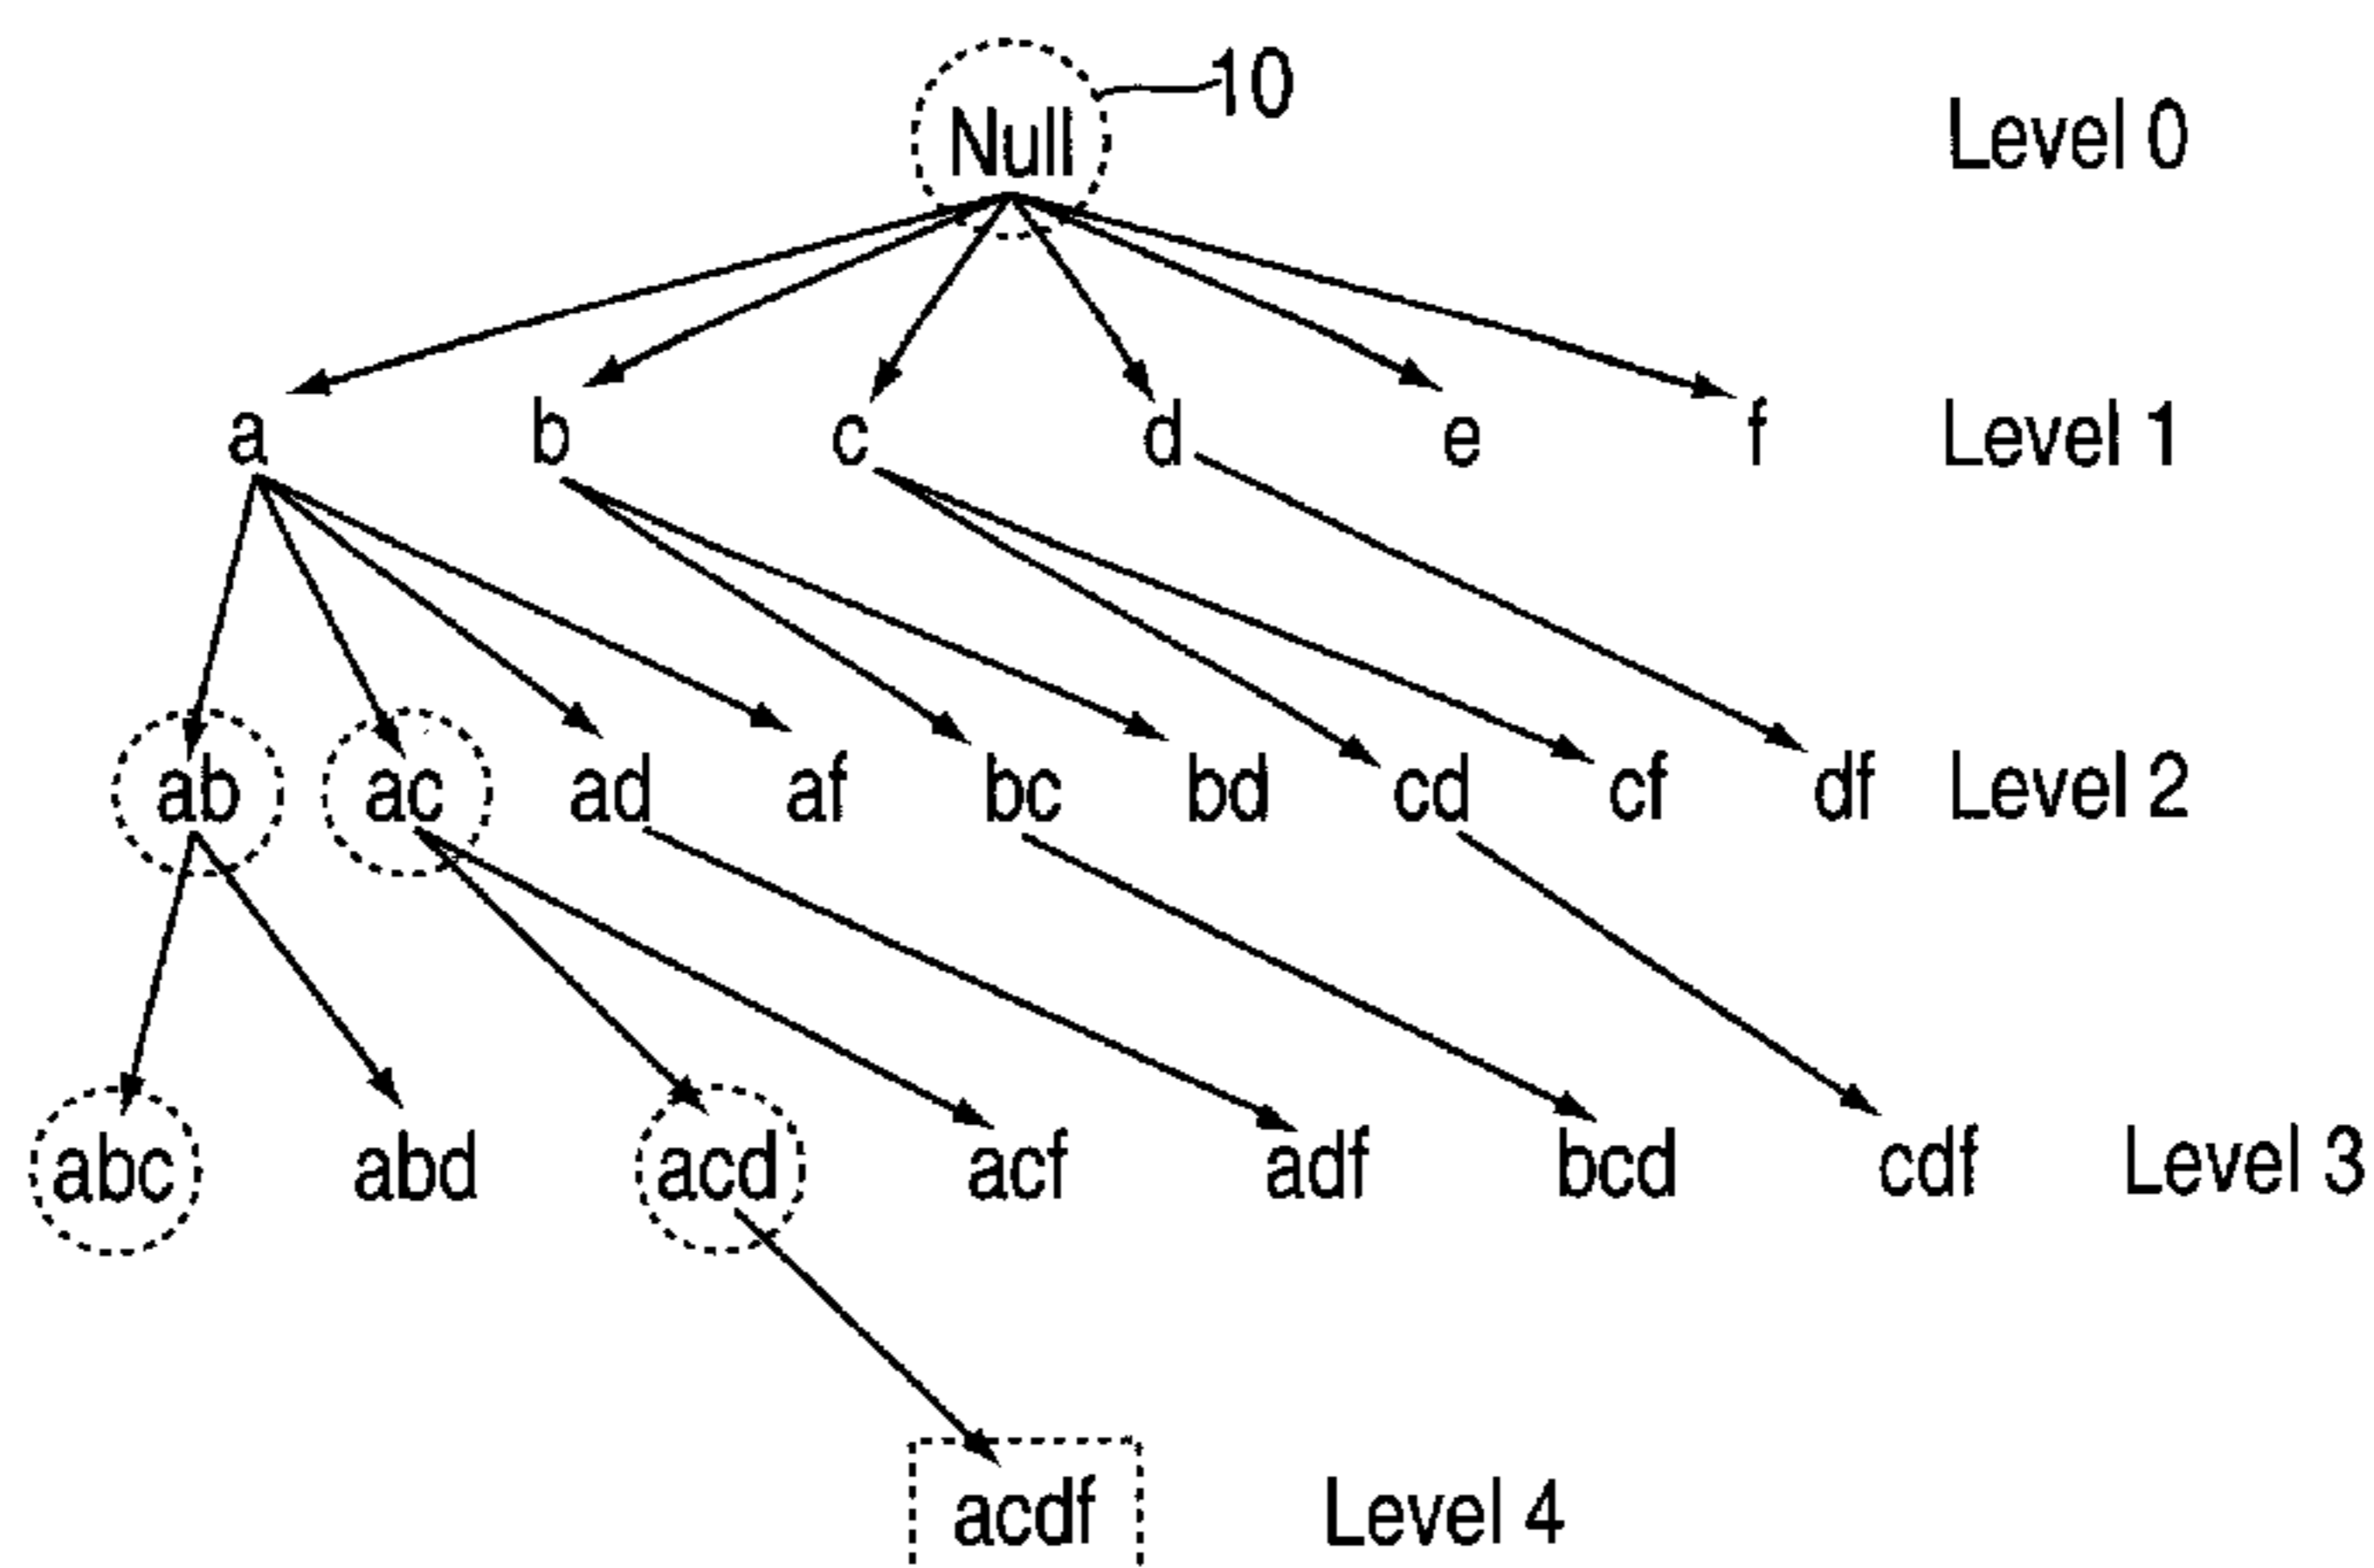 10
Null Level 0
a b c d e f Level 1
ab ac ad af bc bd cd cf df Level 2
abc abd acd acf adf bcd cdf Level 3
acdf Level 4